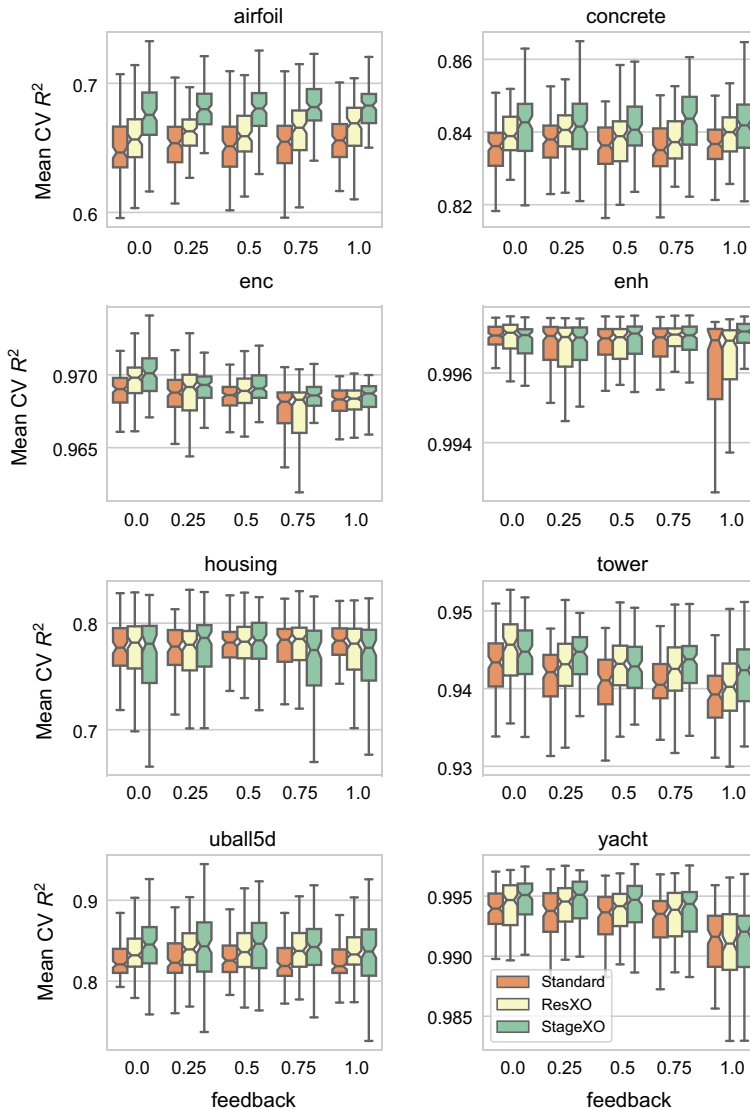 airfoil
concrete
Mean CV R²
0.7
0.6
0.86
0.84
0.82
0.0 0.25 0.5 0.75 1.0
0.0 0.25 0.5 0.75 1.0
enc
enh
Mean CV R²
0.970
0.965
0.996
0.994
0.0 0.25 0.5 0.75 1.0
0.0 0.25 0.5 0.75 1.0
housing
tower
Mean CV R²
0.8
0.7
0.95
0.94
0.93
0.0 0.25 0.5 0.75 1.0
0.0 0.25 0.5 0.75 1.0
uball5d
yacht
Mean CV R²
0.9
0.8
0.995
0.990
0.985
Standard
ResXO
StageXO
0.0 0.25 0.5 0.75 1.0
0.0 0.25 0.5 0.75 1.0
feedback
feedback